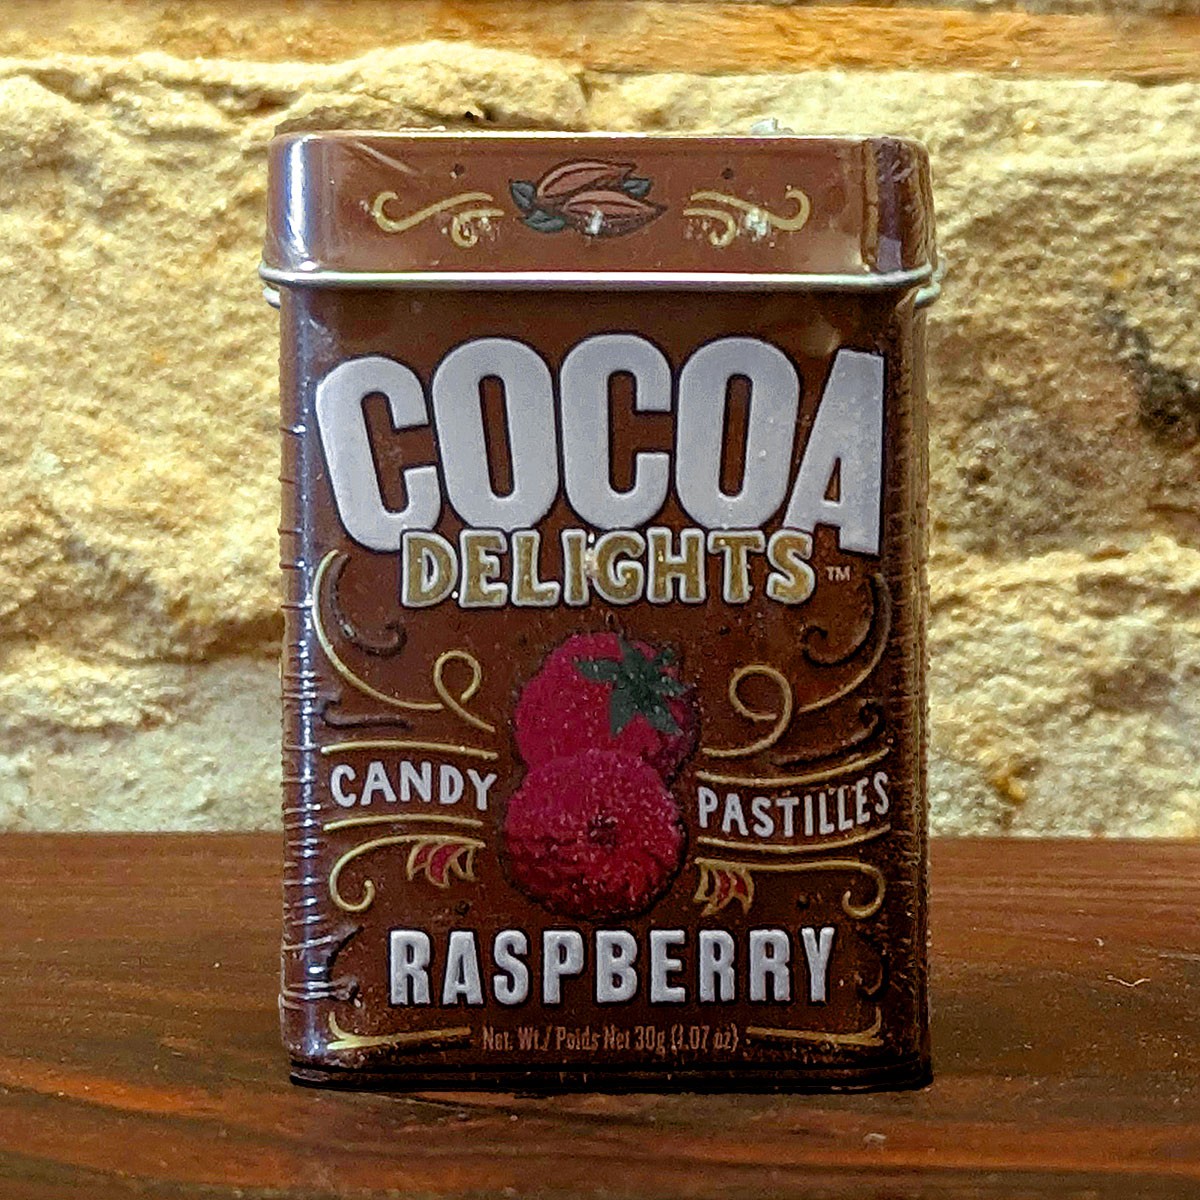 COCOA
DELIGHTS™
CANDY PASTILLES
RASPBERRY
Net. Wt./ Poids Net 30g (1.07 oz)